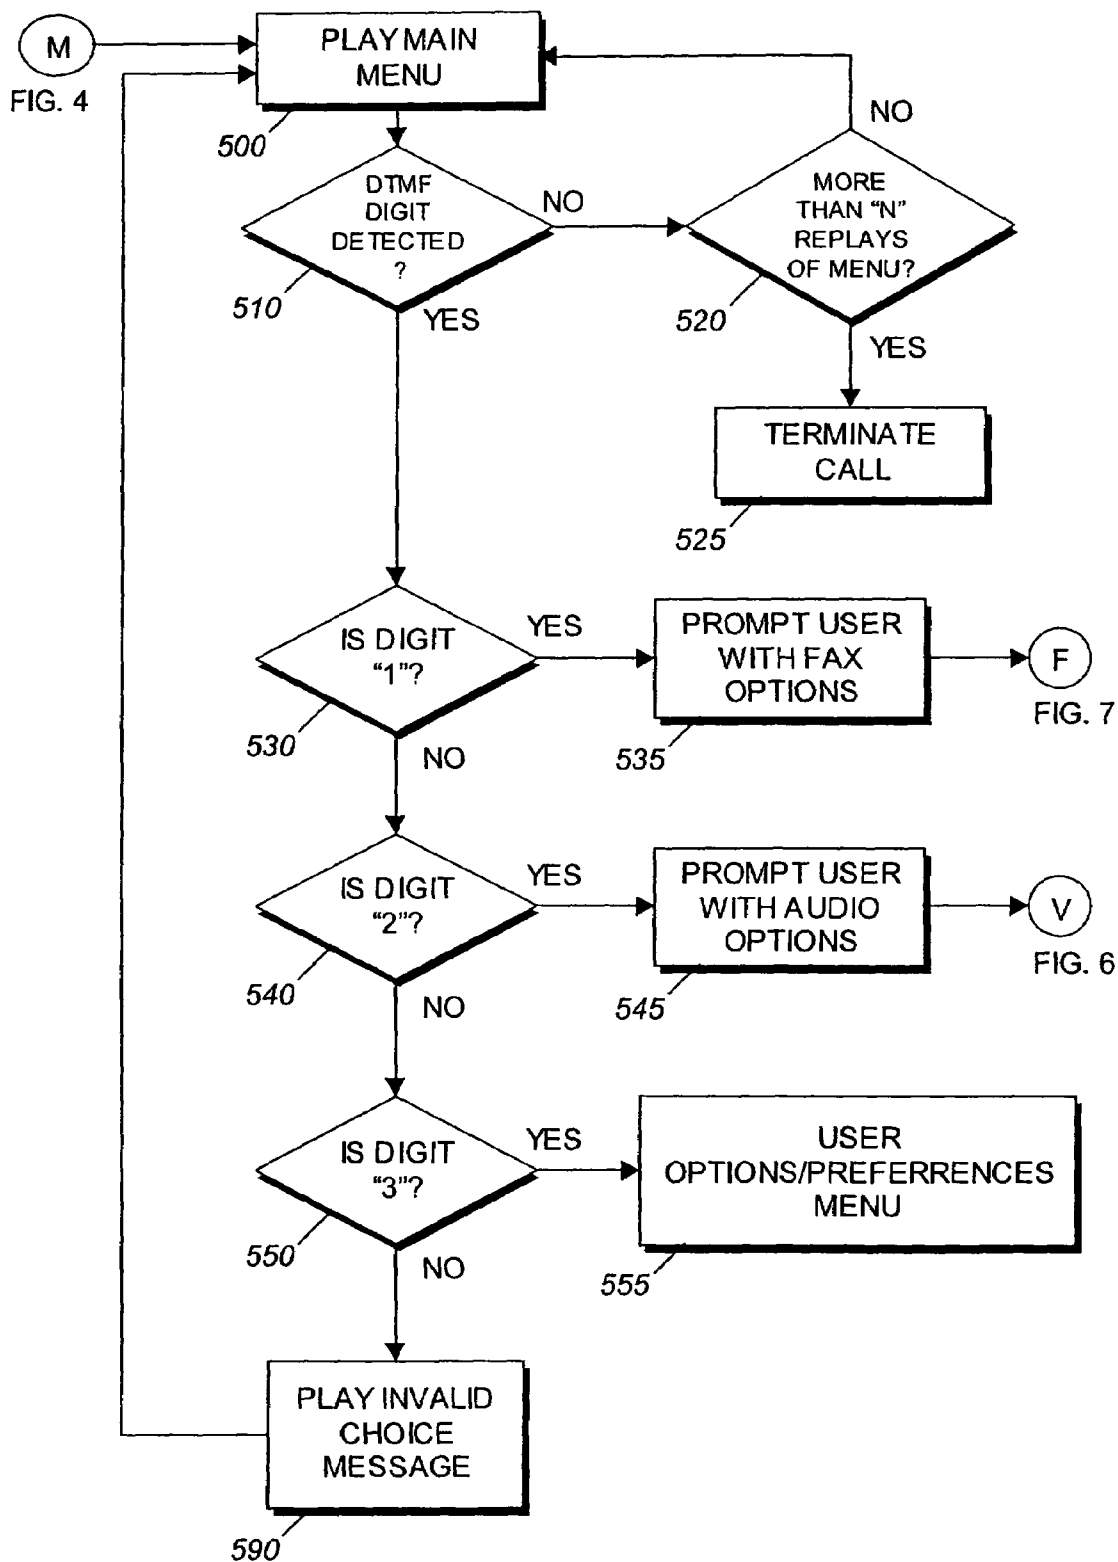 M
FIG. 4
PLAY MAIN
MENU
500
DTMF
DIGIT
DETECTED
?
510
NO
YES
MORE
THAN “N”
REPLAYS
OF MENU?
520
NO
YES
TERMINATE
CALL
525
IS DIGIT
“1”?
530
YES
NO
PROMPT USER
WITH FAX
OPTIONS
535
F
FIG. 7
IS DIGIT
“2”?
540
YES
NO
PROMPT USER
WITH AUDIO
OPTIONS
545
V
FIG. 6
IS DIGIT
“3”?
550
YES
NO
USER
OPTIONS/PREFERRENCES
MENU
555
PLAY INVALID
CHOICE
MESSAGE
590